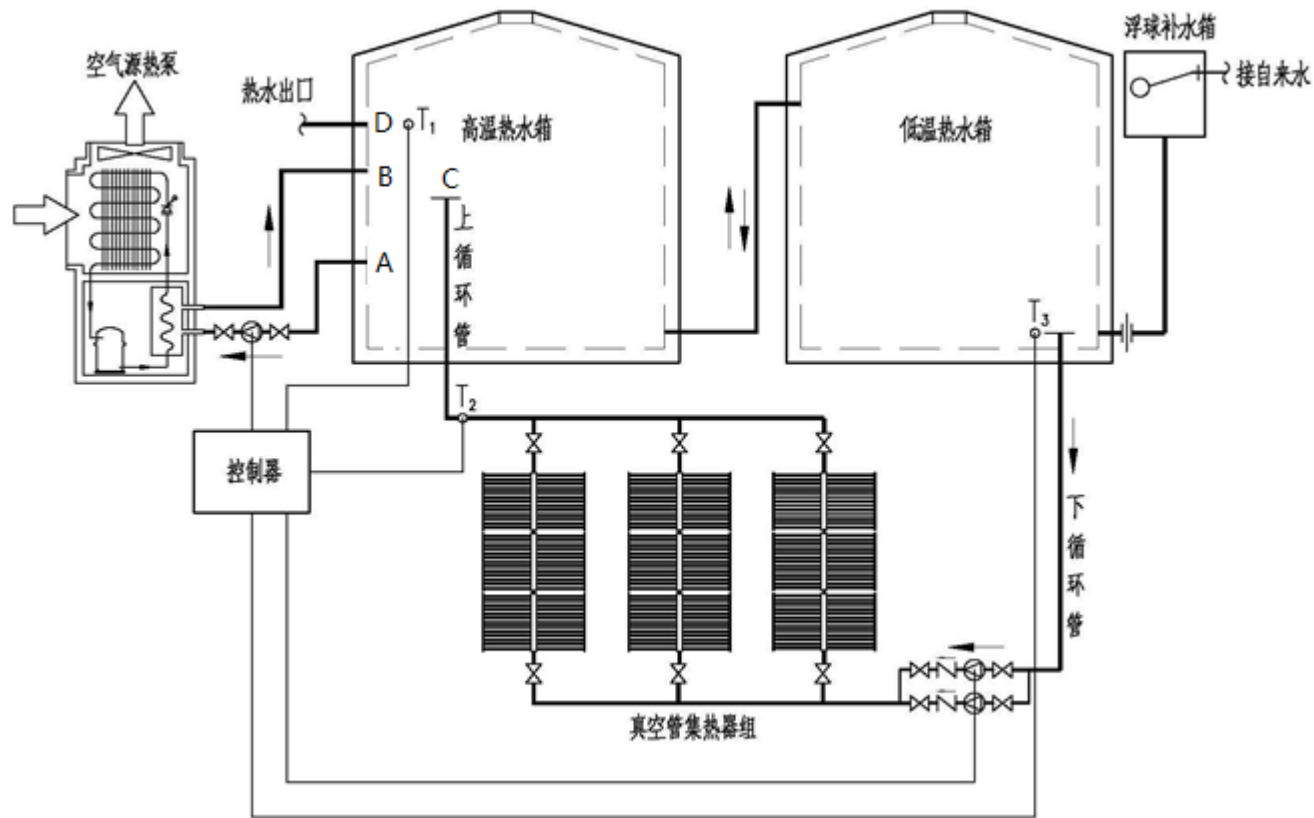 浮球补水箱
空气源热泵
接自来水
热水出口
D
T1
高温热水箱
低温热水箱
B
C
上循环管
A
T3
T2
控制器
下循环管
真空管集热器组